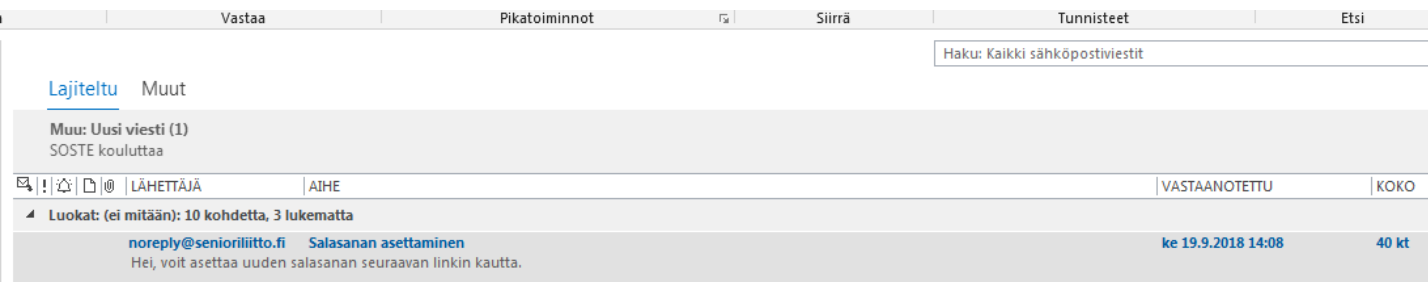 Vastaa Pikatoiminnot Siirrä Tunnisteet Etsi
Haku: Kaikki sähköpostiviestit
Lajiteltu Muut
Muu: Uusi viesti (1)
SOSTE kouluttaa
LÄHETTÄJÄ AIHE VASTAANOTETTU KOKO
Luokat: (ei mitään): 10 kohdetta, 3 lukematta
noreply@senioriliitto.fi Salasanan asettaminen ke 19.9.2018 14:08 40 kt
Hei, voit asettaa uuden salasanan seuraavan linkin kautta.